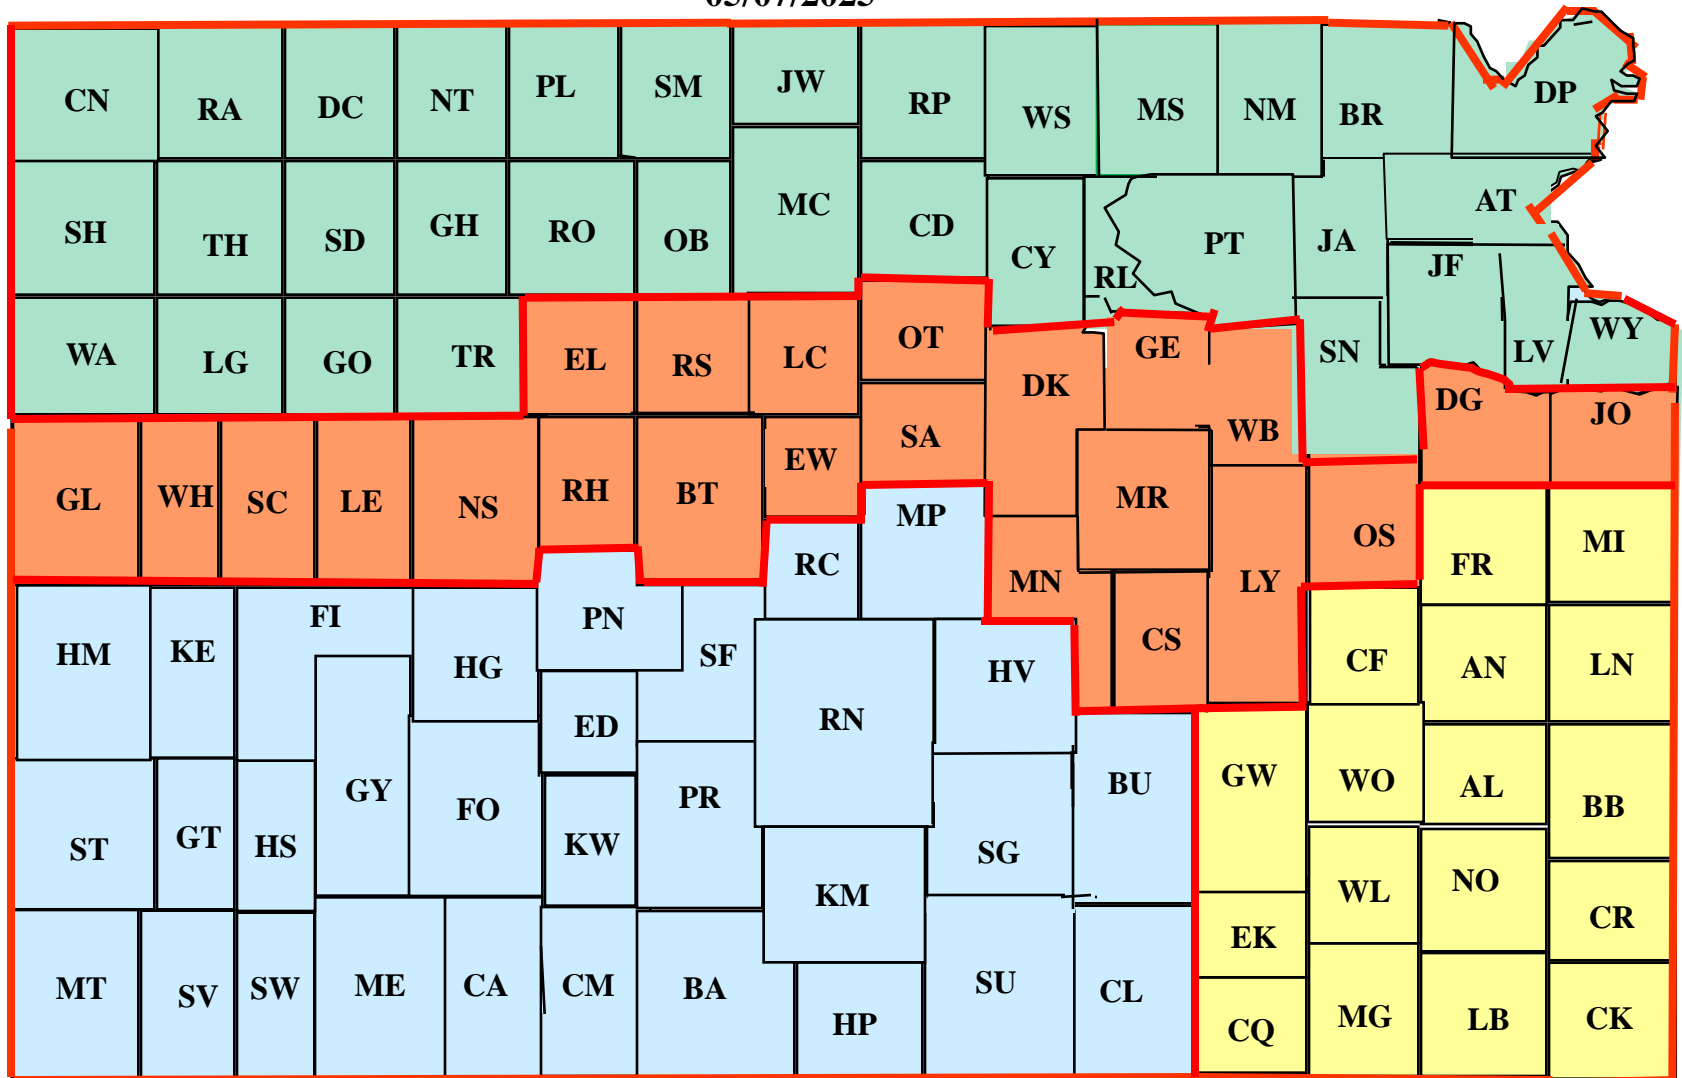 05/07/2025
CN RA DC NT PL SM JW RP WS MS NM BR DP
SH TH SD GH RO OB MC CD CY RL PT JA AT
JF
WA LG GO TR EL RS LC OT DK GE SN LV WY
GL WH SC LE NS RH BT EW SA WB DG JO
MP MR OS FR MI
RC MN LY
HM KE FI HG PN SF HV CS CF AN LN
ED RN
ST GT HS GY FO KW PR SG BU GW WO AL BB
KM WL NO CR
EK
MT SV SW ME CA CM BA HP SU CL CQ MG LB CK